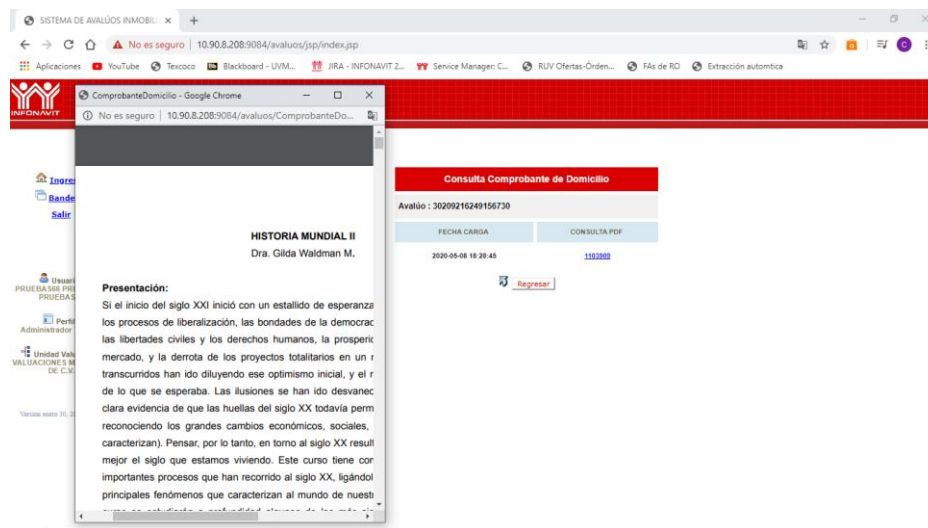 SISTEMA DE AVALÚOS INMOBILI
No es seguro | 10.90.8.208:9084/avaluos/jsp/index.jsp
Aplicaciones YouTube Texcoco Blackboard - UVM... JIRA - INFONAVIT 2... Service Manager: C... RUV Ofertas-Órden... FAs de RO Extracción automtica
INFONAVIT
ComprobanteDomicilio - Google Chrome
No es seguro | 10.90.8.208:9084/avaluos/ComprobanteDo...
Ingres
Bande
Salir
Usuari
PRUEBAS06 PRU
PRUEBAS
Perfil
Administrador
Unidad Valu
VALUACIONES M
DE C.V.
HISTORIA MUNDIAL II
Dra. Gilda Waldman M.
Presentación:
Si el inicio del siglo XXI inició con un estallido de esperanza
los procesos de liberalización, las bondades de la democrac
las libertades civiles y los derechos humanos, la prosperid
mercado, y la derrota de los proyectos totalitarios en un
transcurridos han ido diluyendo ese optimismo inicial, y el
de lo que se esperaba. Las ilusiones se han ido desvanec
clara evidencia de que las huellas del siglo XX todavía perm
reconociendo los grandes cambios económicos, sociales,
caracterizan). Pensar, por lo tanto, en torno al siglo XX result
mejor el siglo que estamos viviendo. Este curso tiene con
importantes procesos que han recorrido al siglo XX, ligándol
principales fenómenos que caracterizan al mundo de nuestr
Consulta Comprobante de Domicilio
Avalúo : 30209216249156730
FECHA CARGA CONSULTA PDF
2020-05-08 18:28:45 1103989
Regresar